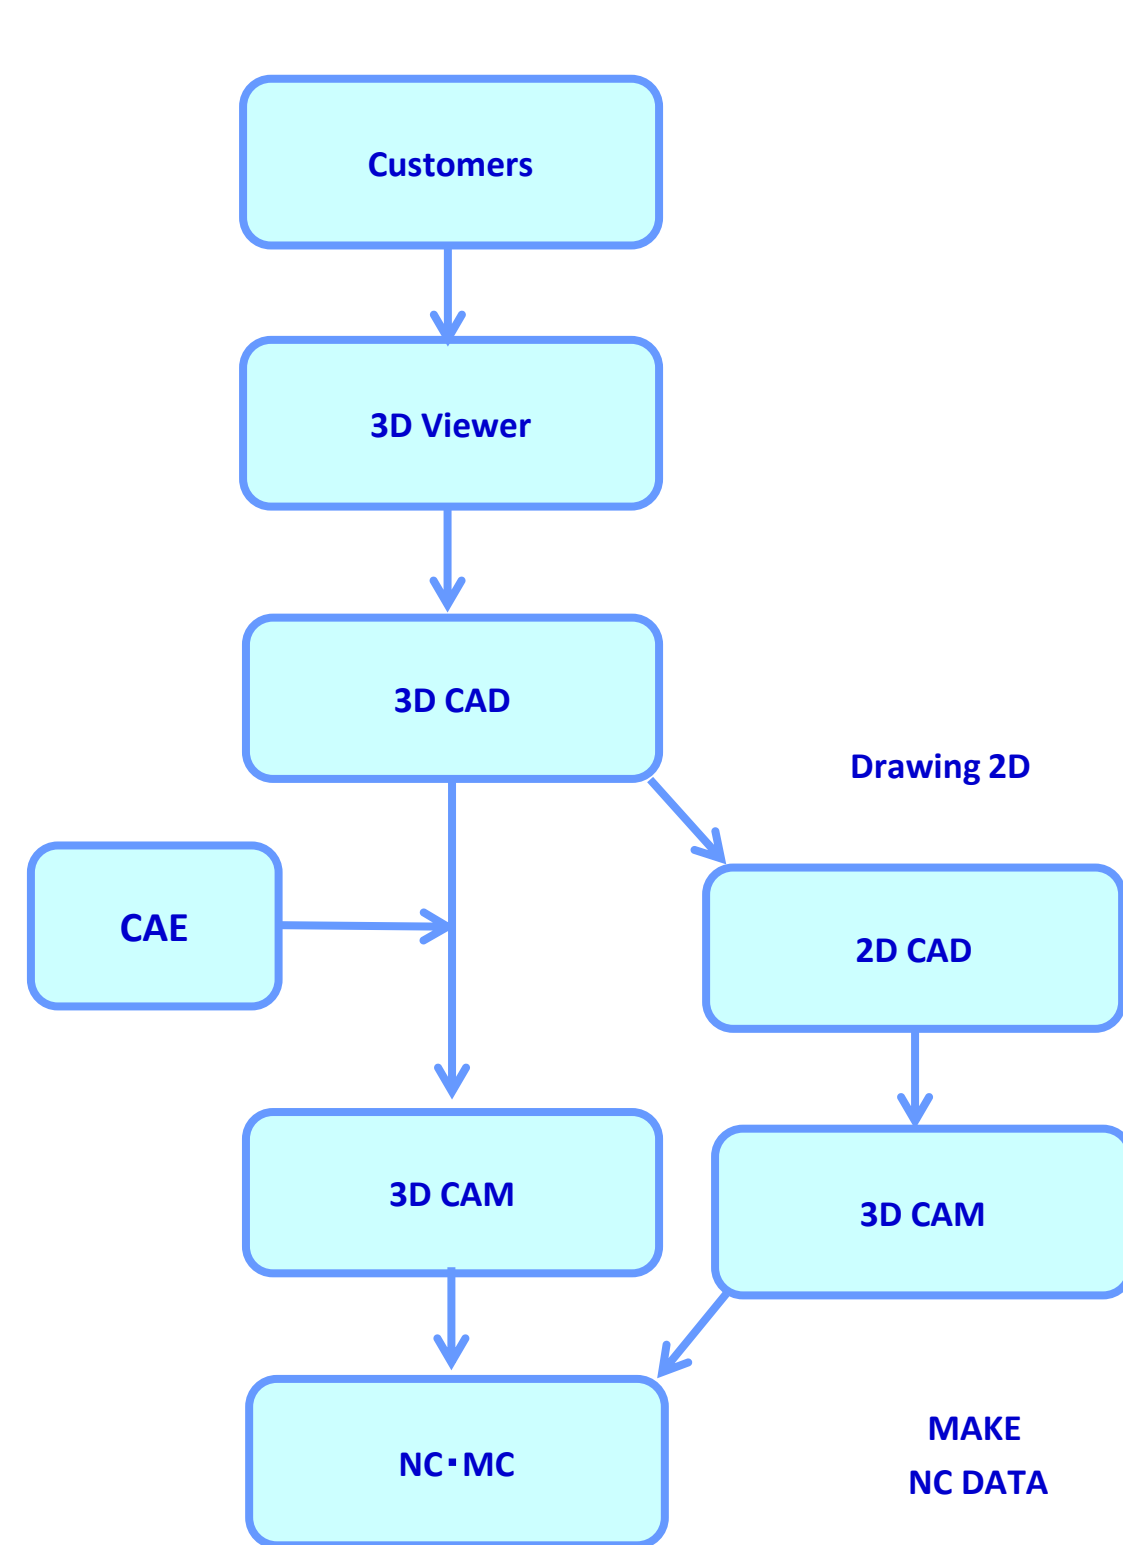 Customers
3D Viewer
3D CAD
Drawing 2D
CAE
2D CAD
3D CAM
3D CAM
NC・MC
MAKE
NC DATA